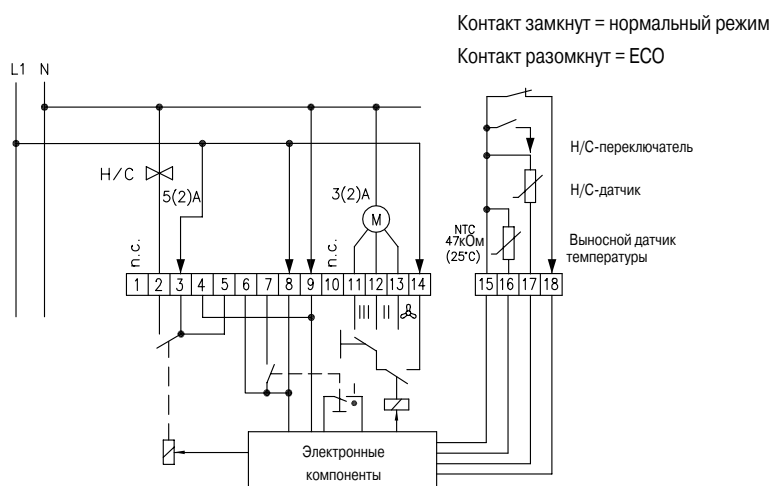 Контакт замкнут = нормальный режим
Контакт разомкнут = ECO
L1 N
H/C
5(2)A
3(2)A
M
n.c.
n.c.
NTC
47кОм
(25°C)
Н/С-переключатель
Н/С-датчик
Выносной датчик
температуры
1 2 3 4 5 6 7 8 9 10 11 12 13 14
15 16 17 18
III II
Электронные
компоненты